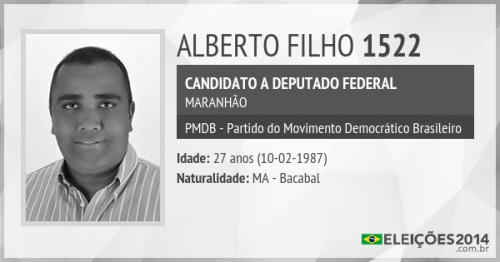 ALBERTO FILHO 1522
CANDIDATO A DEPUTADO FEDERAL
MARANHÃO
PMDB - Partido do Movimento Democrático Brasileiro
Idade: 27 anos (10-02-1987)
Naturalidade: MA - Bacabal
ELEIÇÕES2014
.com.br